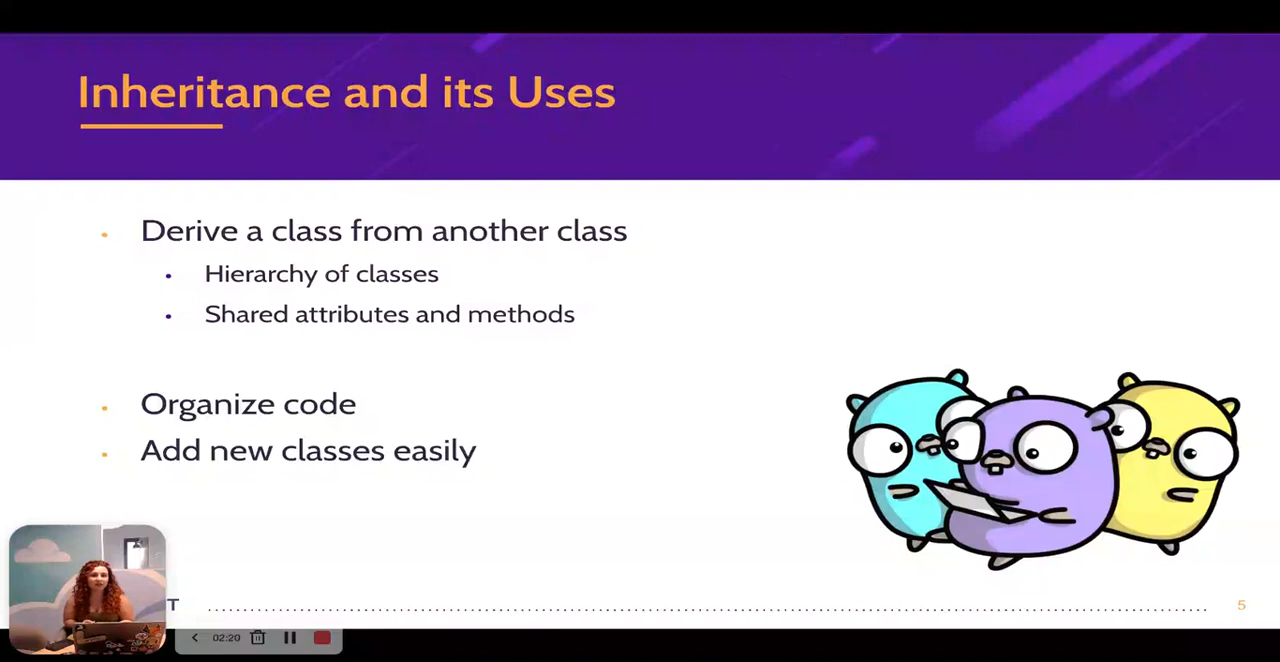 Inheritance and its Uses
Derive a class from another class
Hierarchy of classes
Shared attributes and methods
Organize code
Add new classes easily
T
5
02:20